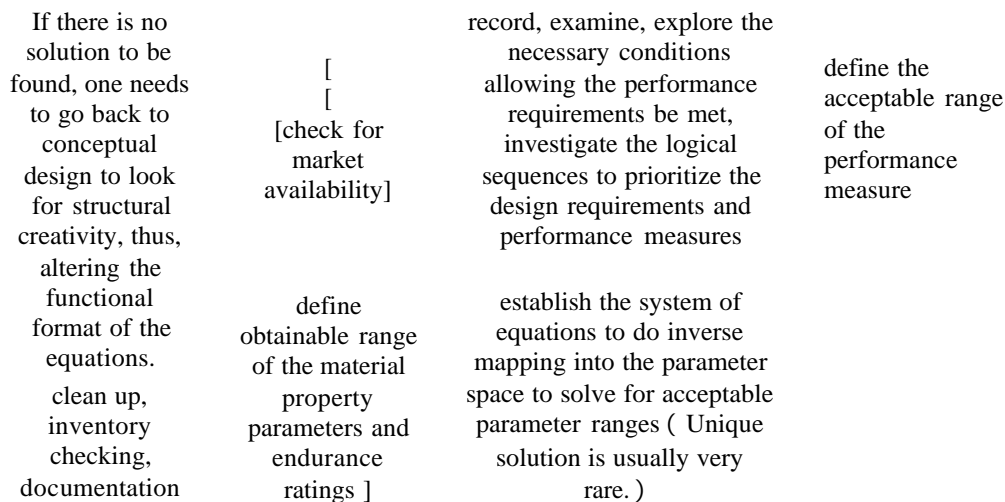 If there is no
solution to be
found, one needs
to go back to
conceptual
design to look
for structural
creativity, thus,
altering the
functional
format of the
equations.
clean up,
inventory
checking,
documentation
[
[
[check for
market
availability]
define
obtainable range
of the material
property
parameters and
endurance
ratings ]
record, examine, explore the
necessary conditions
allowing the performance
requirements be met,
investigate the logical
sequences to prioritize the
design requirements and
performance measures
establish the system of
equations to do inverse
mapping into the parameter
space to solve for acceptable
parameter ranges ( Unique
solution is usually very
rare. )
define the
acceptable range
of the
performance
measure